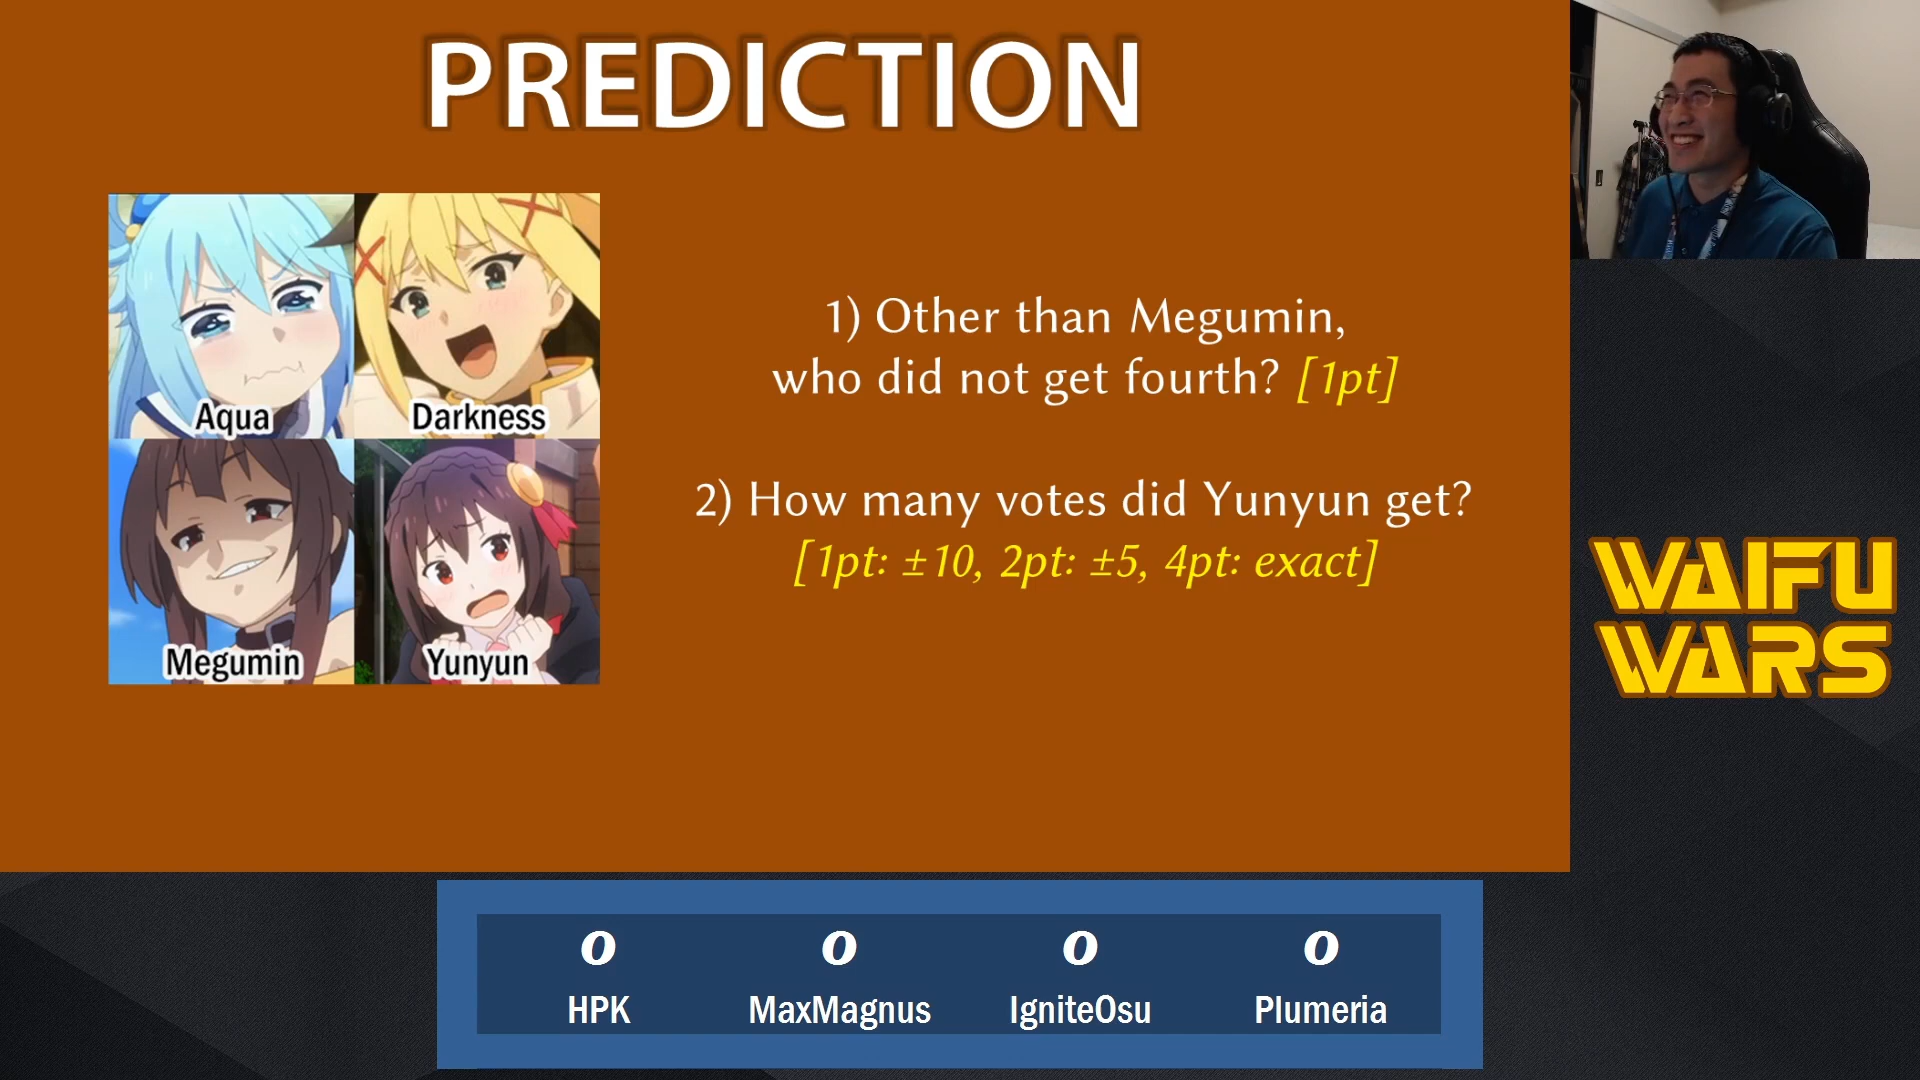 PREDICTION
Aqua
Darkness
Megumin
Yunyun
1) Other than Megumin,
who did not get fourth? [1pt]
2) How many votes did Yunyun get?
[1pt: ±10, 2pt: ±5, 4pt: exact]
WAIFU
WARS
0 0 0 0
HPK MaxMagnus IgniteOsu Plumeria